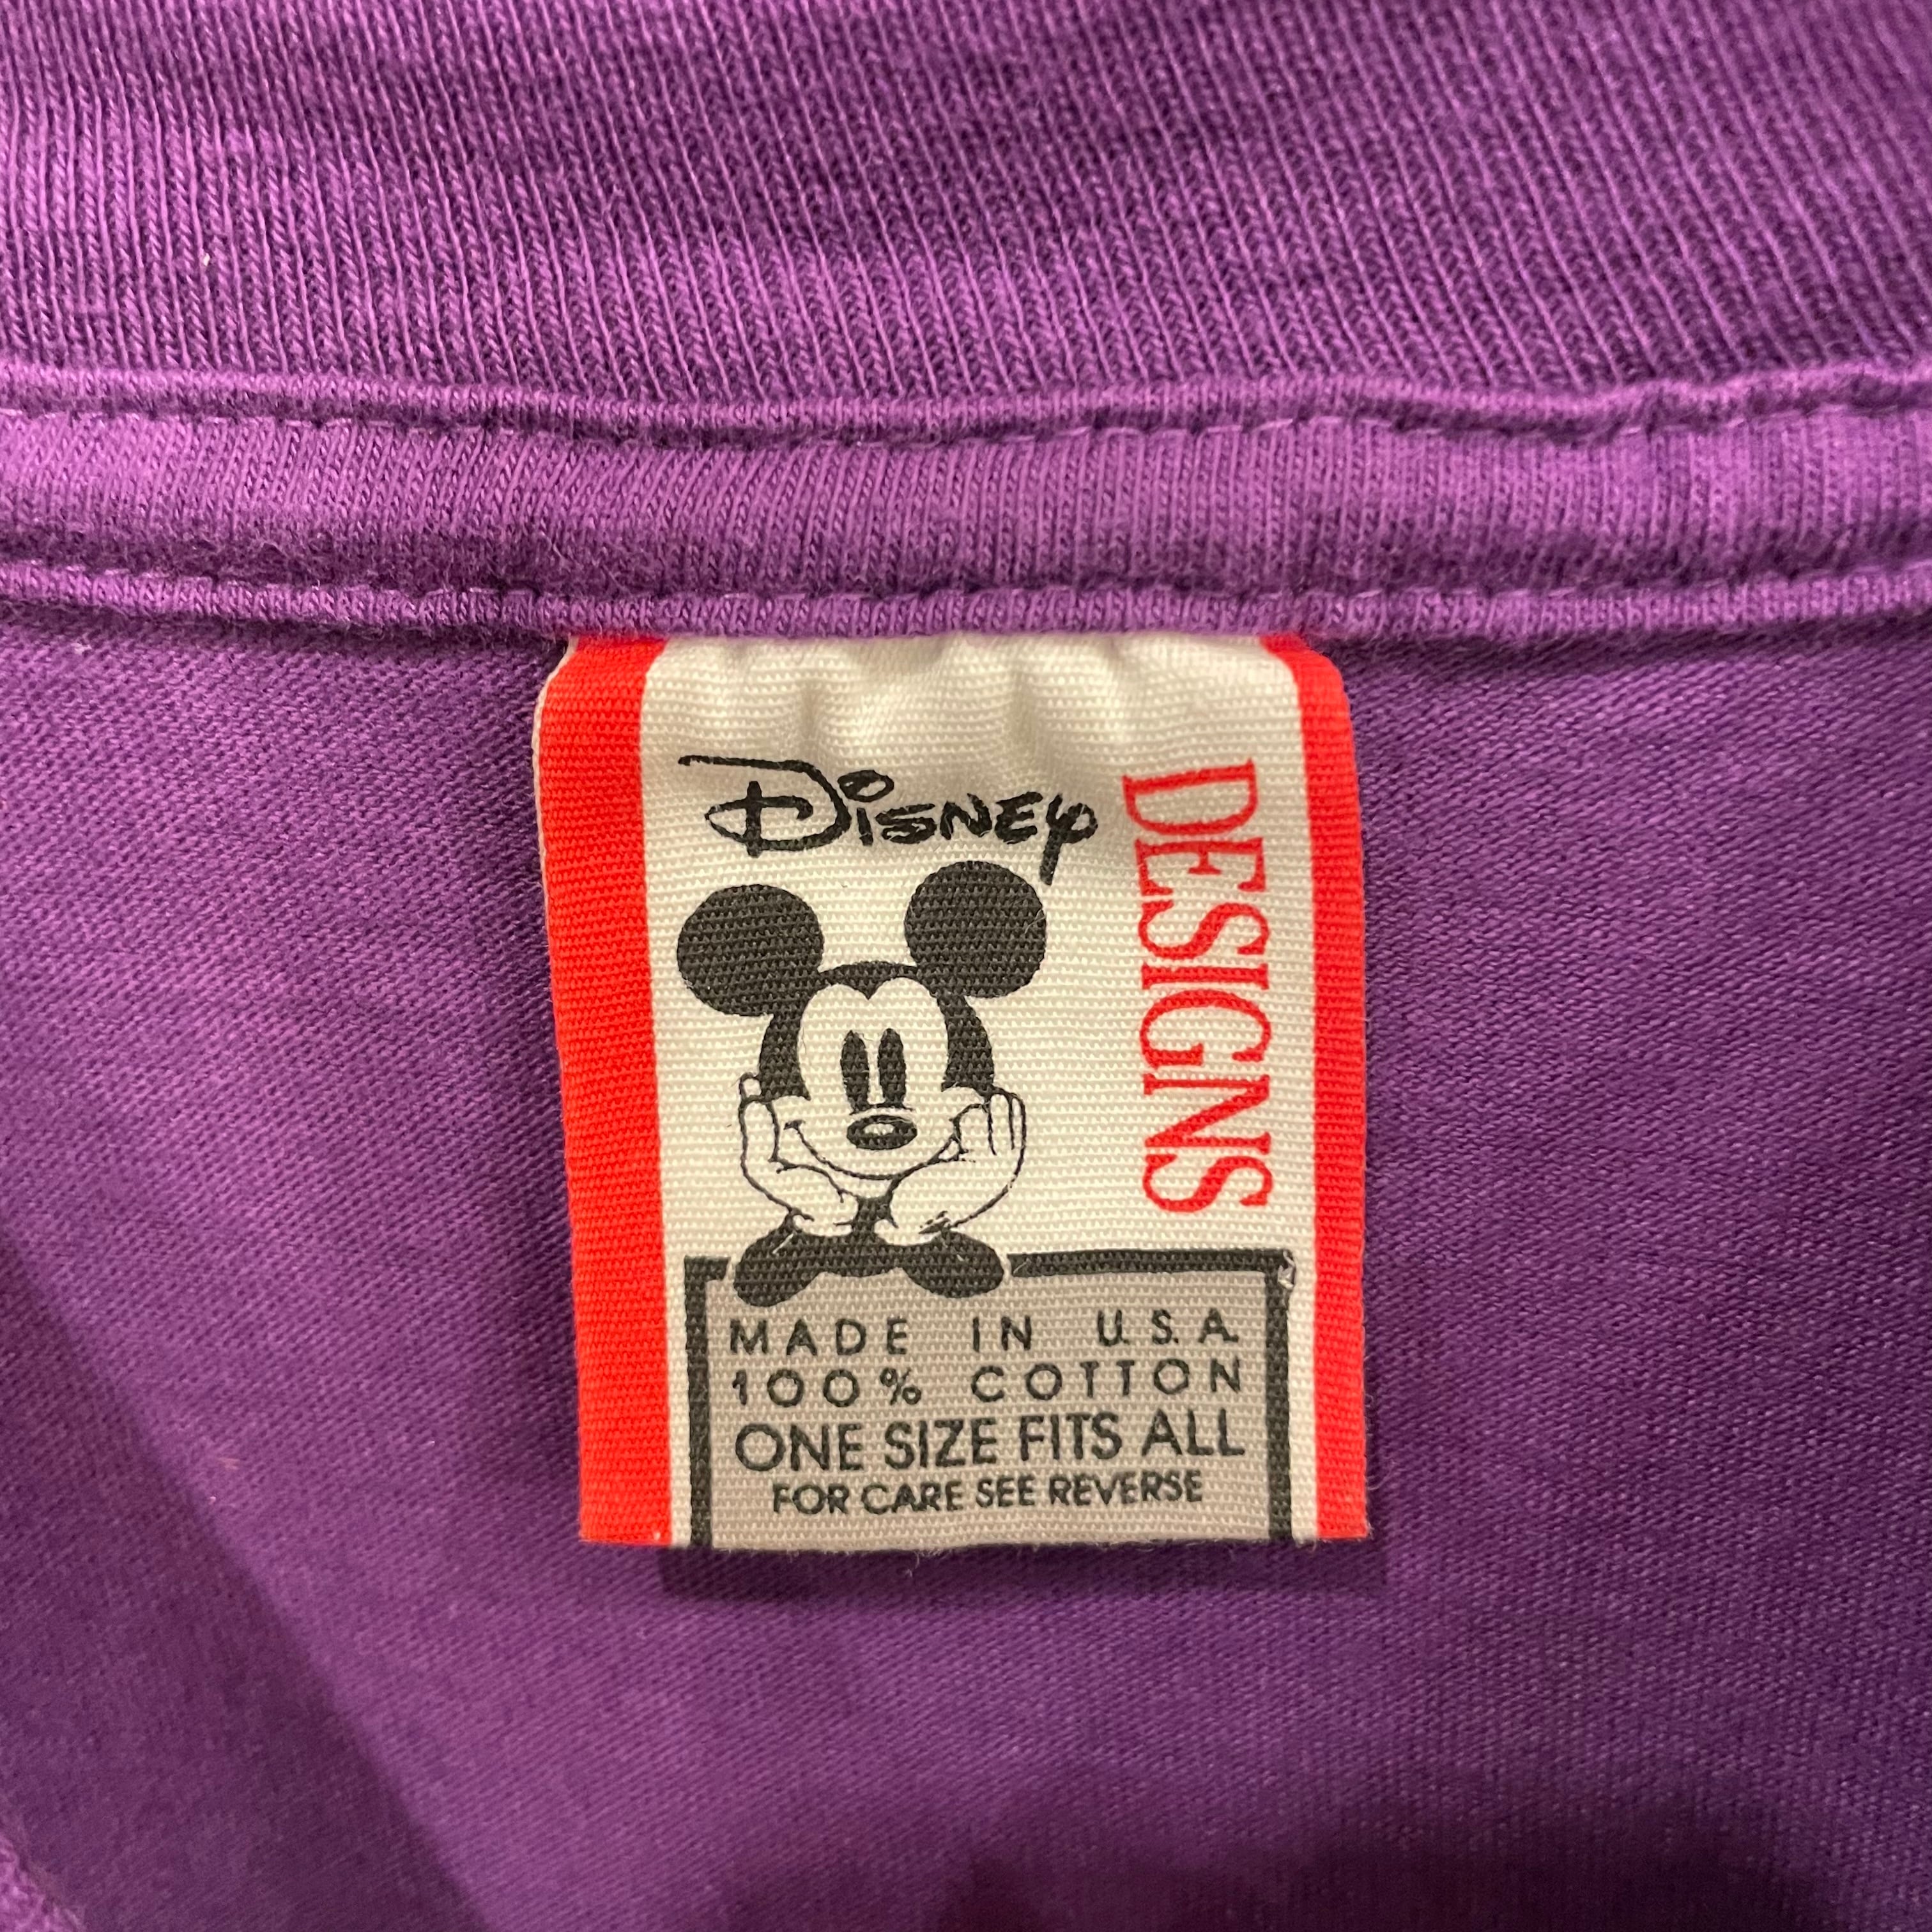 Disney
DESIGNS
MADE IN U.S.A.
100% COTTON
ONE SIZE FITS ALL
FOR CARE SEE REVERSE